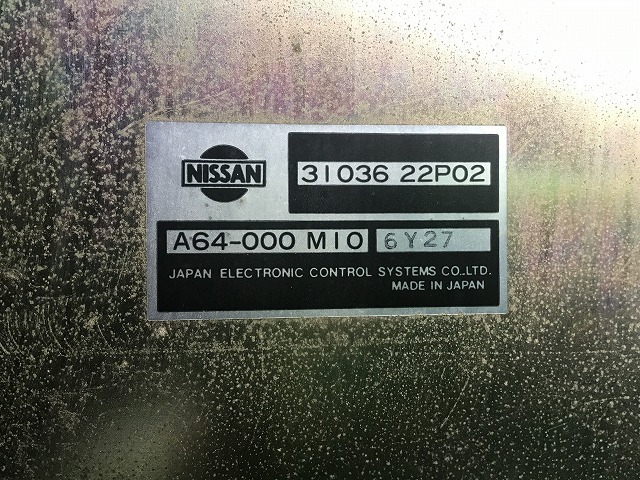 NISSAN
31036 22P02
A64-000 M10 6Y27
JAPAN ELECTRONIC CONTROL SYSTEMS CO.,LTD.
MADE IN JAPAN